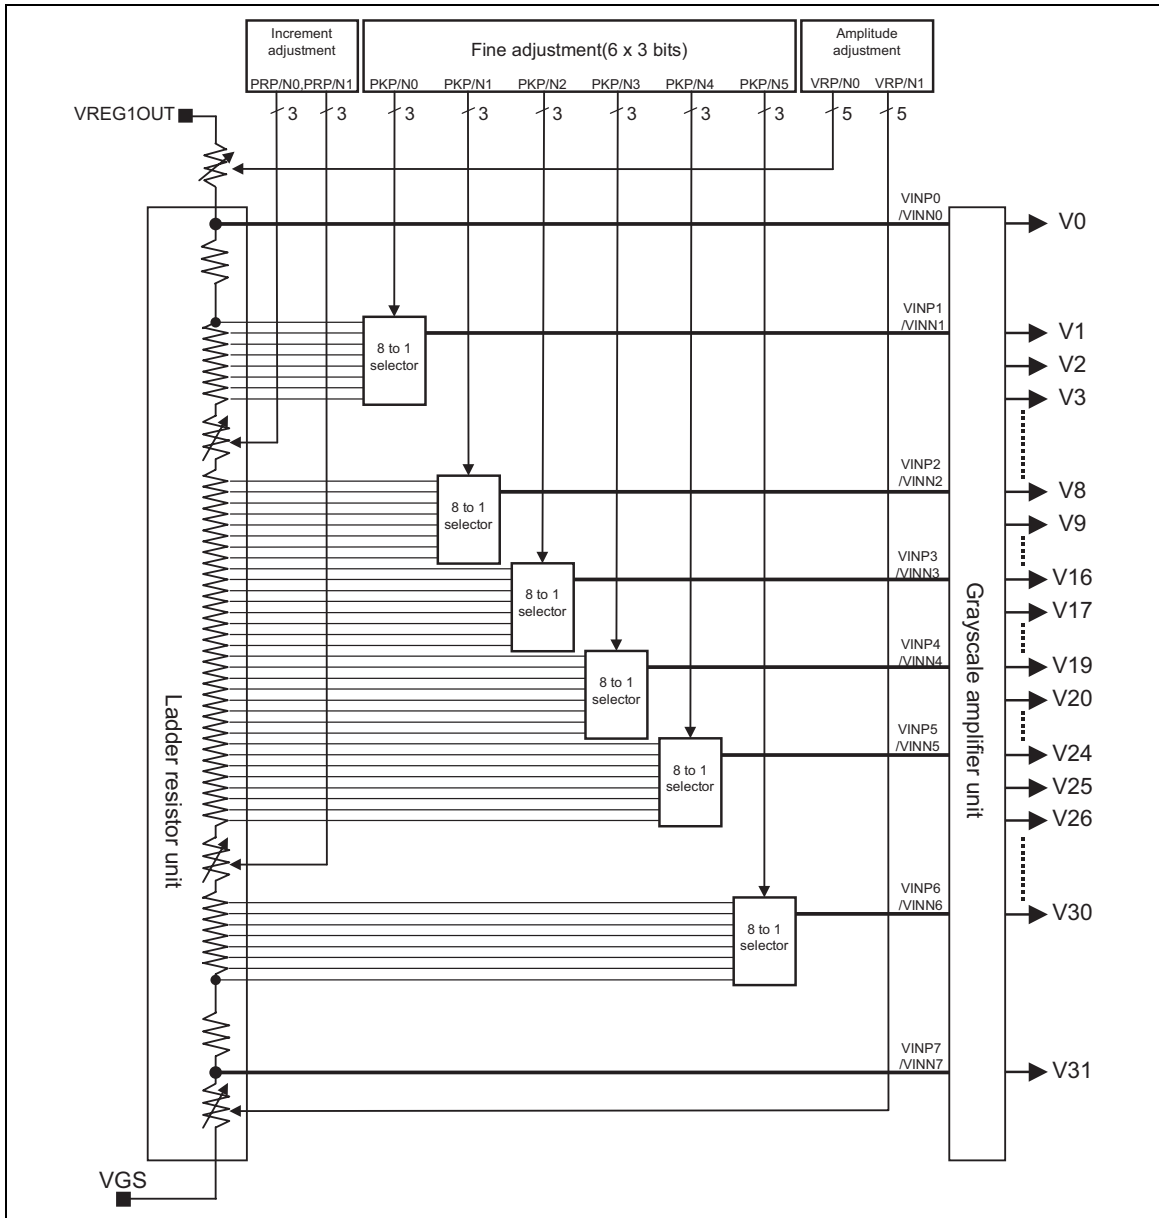 Increment
adjustment
PRP/N0,PRP/N1
Fine adjustment(6 x 3 bits)
PKP/N0
PKP/N1
PKP/N2
PKP/N3
PKP/N4
PKP/N5
Amplitude
adjustment
VRP/N0
VRP/N1
3
3
3
3
3
3
3
3
5
5
VREG1OUT
VINP0
/VINN0
V0
VINP1
/VINN1
V1
8 to 1
selector
V2
V3
VINP2
/VINN2
V8
8 to 1
selector
V9
VINP3
/VINN3
V16
8 to 1
selector
V17
VINP4
/VINN4
V19
8 to 1
selector
V20
VINP5
/VINN5
V24
8 to 1
selector
V25
V26
VINP6
/VINN6
V30
8 to 1
selector
VINP7
/VINN7
V31
Ladder resistor unit
Grayscale amplifier unit
VGS